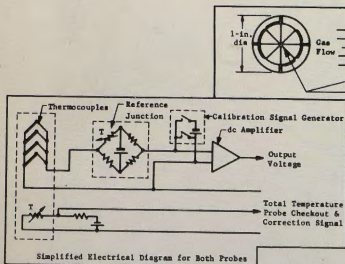 1-in.
dia
Gas
Flow
Thermocouples
Reference
Junction
Calibration Signal Generator
T
dc Amplifier
Output
Voltage
T
Total Temperature
Probe Checkout &
Correction Signal
Simplified Electrical Diagram for Both Probes